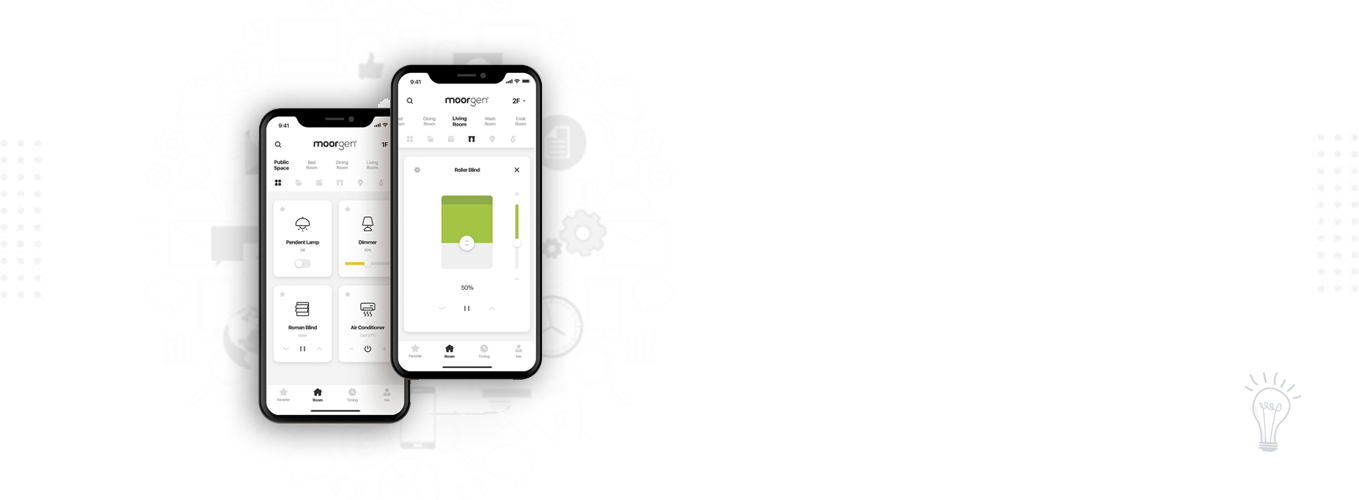 9:41
moorgen
1F
Public
Space
Bed
Room
Dining
Room
Living
Room
Pendent Lamp
Off
Dimmer
Roman Blind
Open
Air Conditioner
Favorite
Room
Timing
Me
9:41
moorgen
2F
Dining
Room
Living
Room
Wash
Room
Cook
Room
Roller Blind
50%
Favorite
Room
Timing
Me